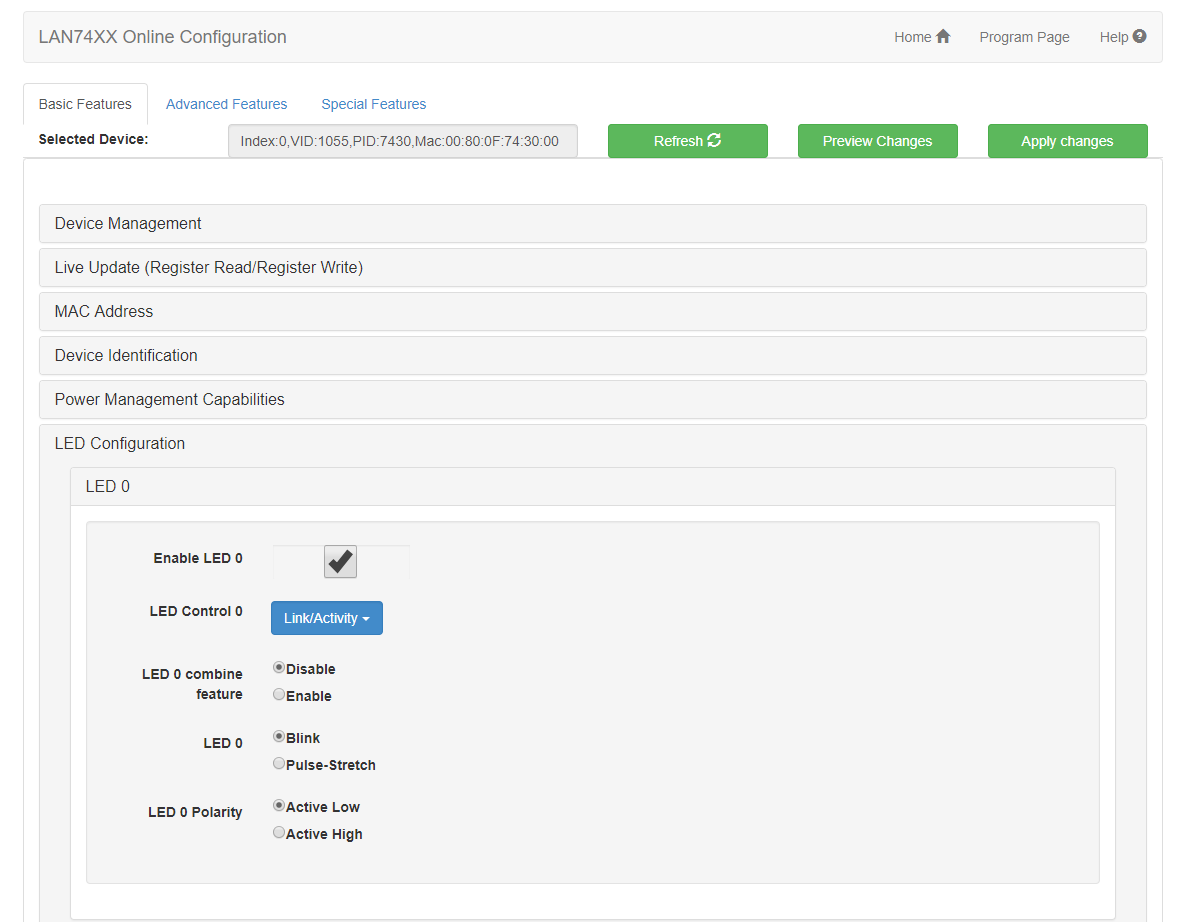 LAN74XX Online Configuration
Home
Program Page
Help
Basic Features
Advanced Features
Special Features
Selected Device:
Index:0,VID:1055,PID:7430,Mac:00:80:0F:74:30:00
Refresh
Preview Changes
Apply changes
Device Management
Live Update (Register Read/Register Write)
MAC Address
Device Identification
Power Management Capabilities
LED Configuration
LED 0
Enable LED 0
LED Control 0
Link/Activity
LED 0 combine
feature
Disable
Enable
LED 0
Blink
Pulse-Stretch
LED 0 Polarity
Active Low
Active High